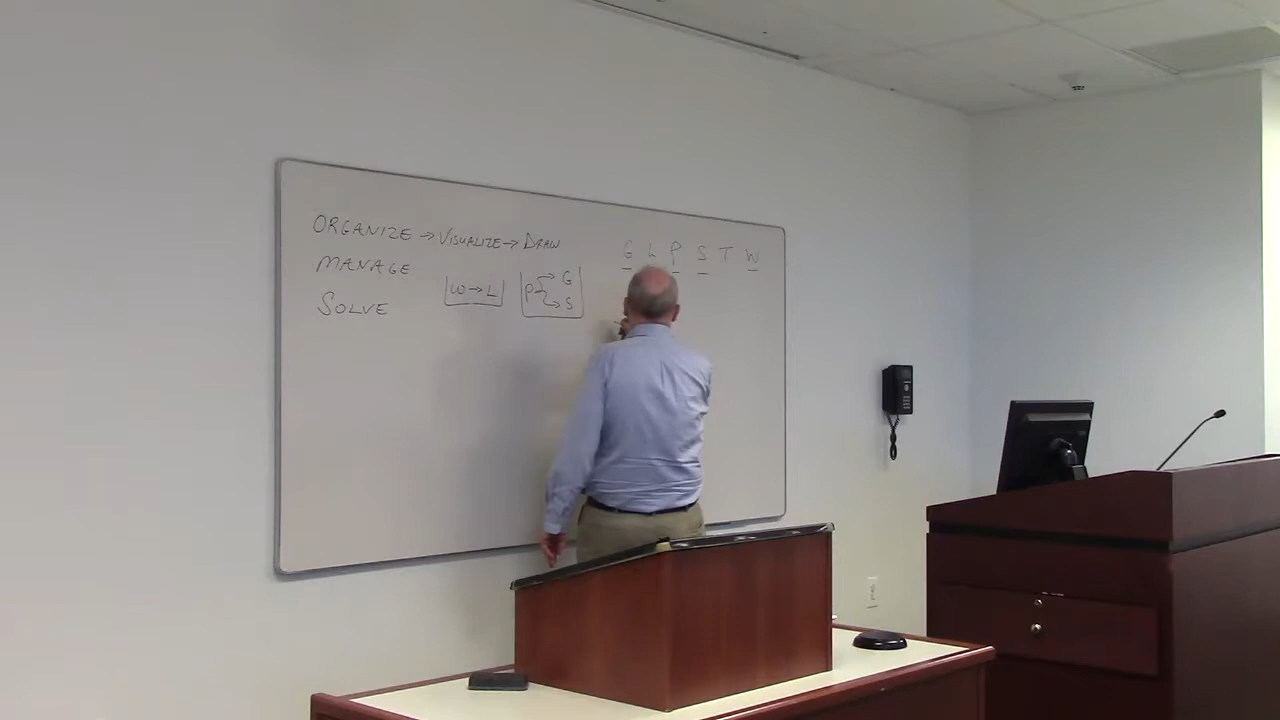 ORGANIZE → VISUALIZE → DRAW
MANAGE
SOLVE
W → L
P → G
→ S
G L P S T W